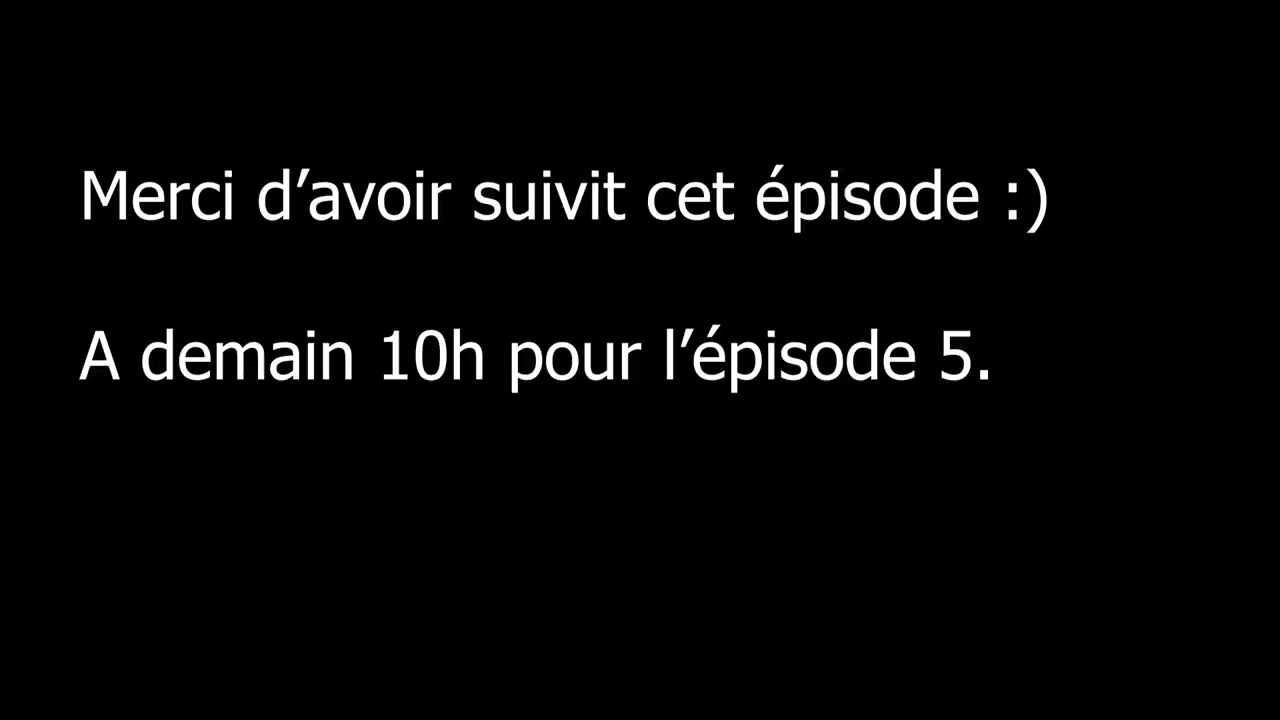 Merci d’avoir suivit cet épisode :)
A demain 10h pour l’épisode 5.